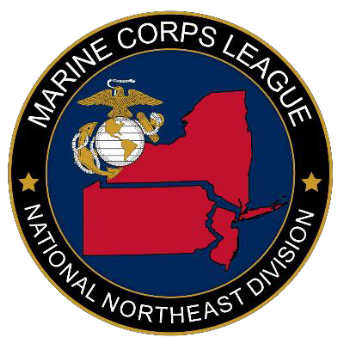 MARINE CORPS LEAGUE
NATIONAL NORTHEAST DIVISION